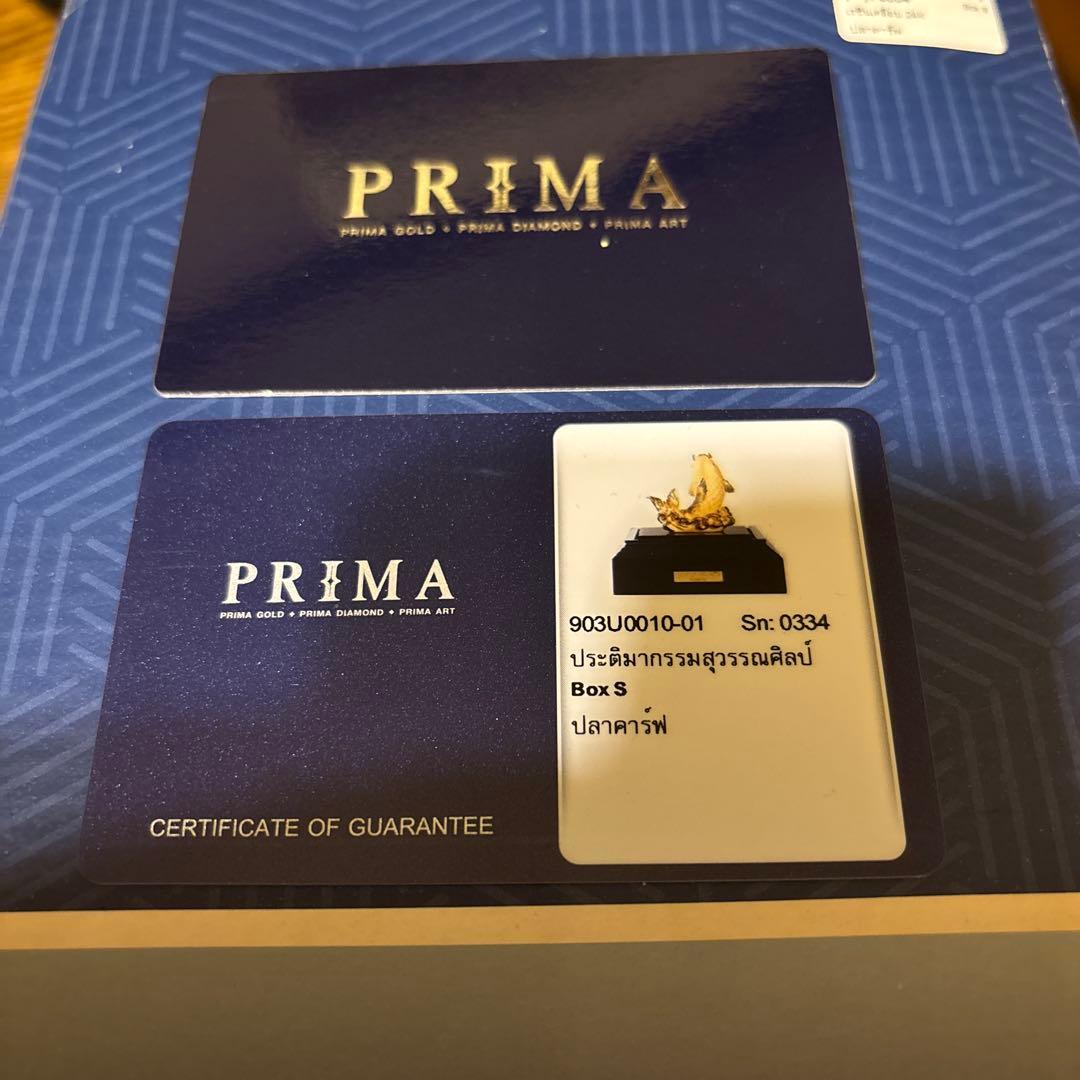 PRIMA
PRIMA GOLD ♦ PRIMA DIAMOND ♦ PRIMA ART
PRIMA
PRIMA GOLD ♦ PRIMA DIAMOND ♦ PRIMA ART
CERTIFICATE OF GUARANTEE
903U0010-01 Sn: 0334
ประติมากรรมสุวรรณศิลป์
Box S
ปลาคาร์ฟ